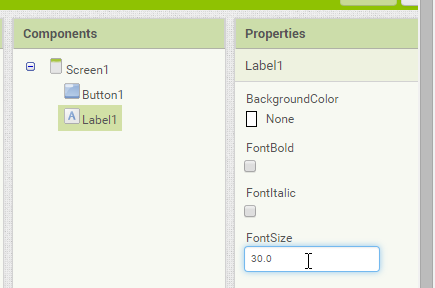 Components
Screen1
Button1
A Label1
Properties
Label1
BackgroundColor
None
FontBold
FontItalic
FontSize
30.0